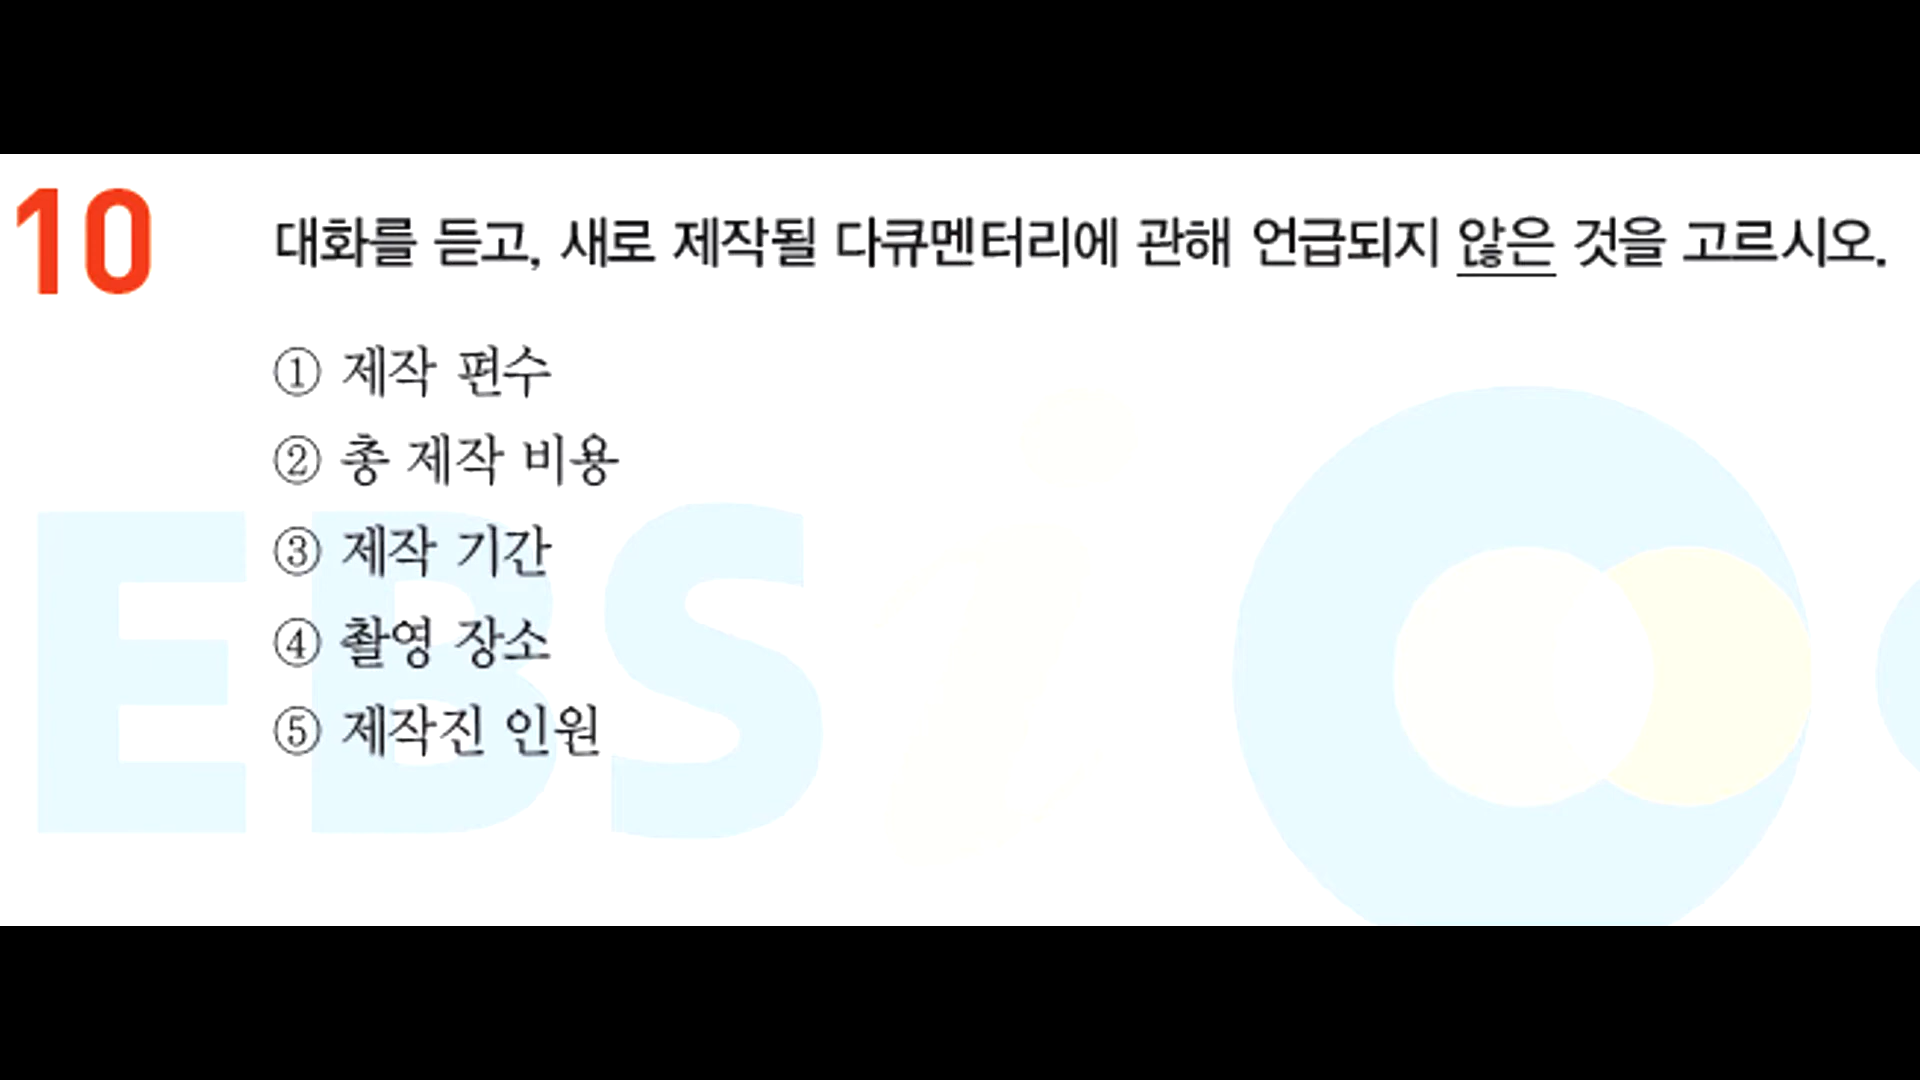 10
대화를 듣고, 새로 제작될 다큐멘터리에 관해 언급되지 않은 것을 고르시오.
① 제작 편수
② 총 제작 비용
③ 제작 기간
④ 촬영 장소
⑤ 제작진 인원
EBSi